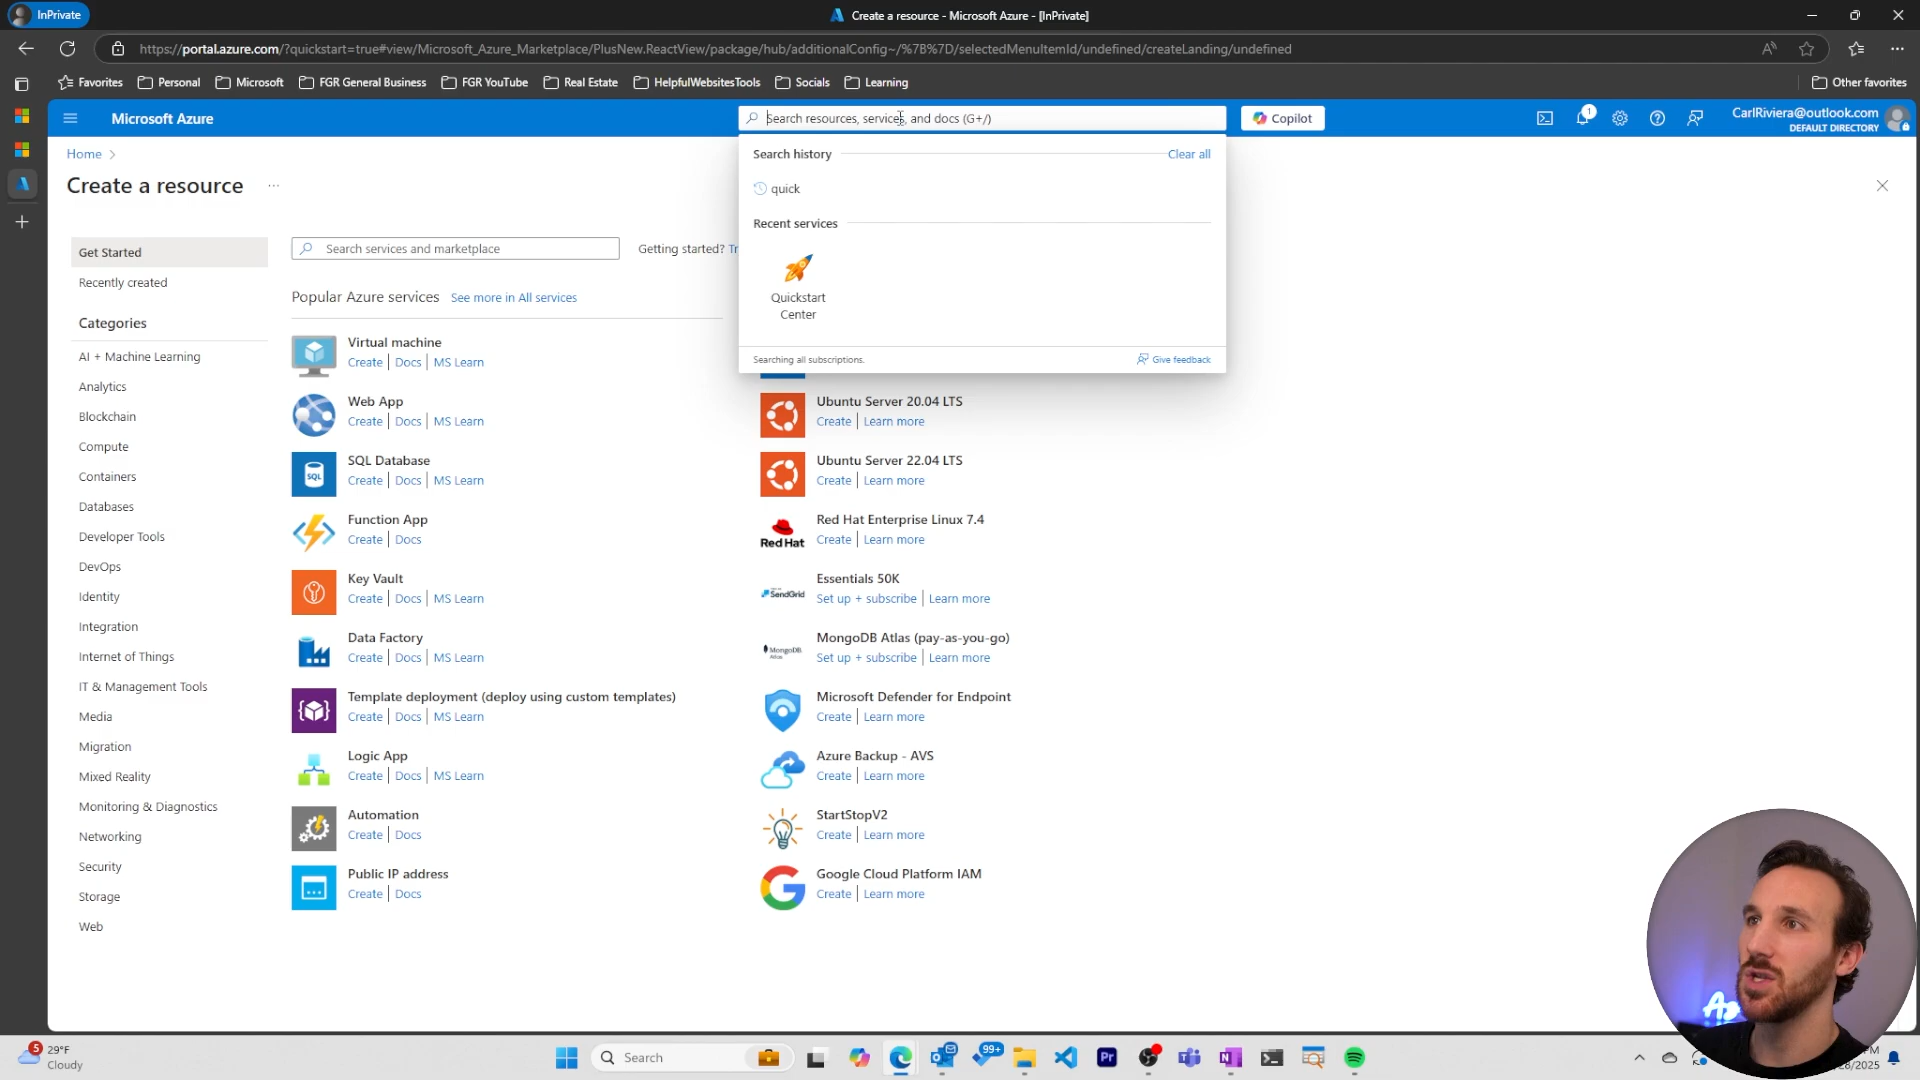 InPrivate
Create a resource - Microsoft Azure - [InPrivate]
https://portal.azure.com/?quickstart=true#view/Microsoft_Azure_Marketplace/PlusNew.ReactView/package/hub/additionalConfig~/%7B%7D/selectedMenuItemId/undefined/createLanding/undefined
Favorites Personal Microsoft FGR General Business FGR YouTube Real Estate HelpfulWebsitesTools Socials Learning Other favorites
Microsoft Azure
Search resources, services, and docs (G+/)
Copilot
1
CarlRiviera@outlook.com
DEFAULT DIRECTORY
Home
Create a resource
Search history
Clear all
quick
Recent services
Quickstart
Center
Searching all subscriptions.
Give feedback
Get Started
Recently created
Categories
AI + Machine Learning
Analytics
Blockchain
Compute
Containers
Databases
Developer Tools
DevOps
Identity
Integration
Internet of Things
IT & Management Tools
Media
Migration
Mixed Reality
Monitoring & Diagnostics
Networking
Security
Storage
Web
Search services and marketplace
Getting started? Tr
Popular Azure services See more in All services
Virtual machine
Create | Docs | MS Learn
Web App
Create | Docs | MS Learn
SQL
SQL Database
Create | Docs | MS Learn
Function App
Create | Docs
Key Vault
Create | Docs | MS Learn
Data Factory
Create | Docs | MS Learn
Template deployment (deploy using custom templates)
Create | Docs | MS Learn
Logic App
Create | Docs | MS Learn
Automation
Create | Docs
Public IP address
Create | Docs
Ubuntu Server 20.04 LTS
Create | Learn more
Ubuntu Server 22.04 LTS
Create | Learn more
Red Hat
Red Hat Enterprise Linux 7.4
Create | Learn more
SendGrid
Essentials 50K
Set up + subscribe | Learn more
MongoDB.
Atlas
MongoDB Atlas (pay-as-you-go)
Set up + subscribe | Learn more
Microsoft Defender for Endpoint
Create | Learn more
Azure Backup - AVS
Create | Learn more
StartStopV2
Create | Learn more
Google Cloud Platform IAM
Create | Learn more
5
29°F
Cloudy
Search
99+
Pr
PM
/2025